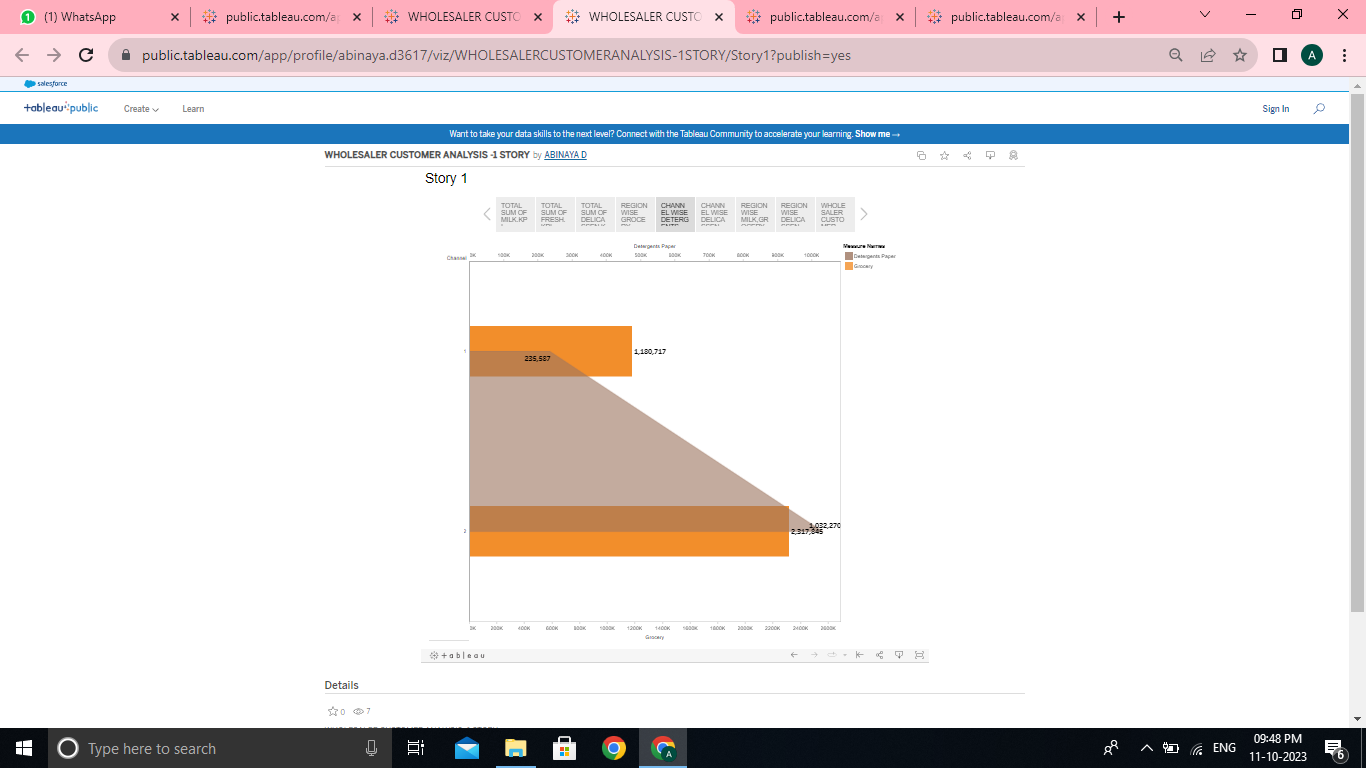 (1) WhatsApp
public.tableau.com/a
WHOLESALER CUSTO
WHOLESALER CUSTO
public.tableau.com/a
public.tableau.com/a
public.tableau.com/app/profile/abinaya.d3617/viz/WHOLESALERCUSTOMERANALYSIS-1STORY/Story1?publish=yes
A
salesforce
+ableau public
Create
Learn
Sign In
Want to take your data skills to the next level? Connect with the Tableau Community to accelerate your learning. Show me →
WHOLESALER CUSTOMER ANALYSIS -1 STORY by ABINAYA D
Story 1
TOTAL
SUM OF
MILK.KP
TOTAL
SUM OF
FRESH.
TOTAL
SUM OF
DELICA
REGION
WISE
GROCE
CHANN
EL WISE
DETERG
CHANN
EL WISE
DELICA
REGION
WISE
MILK,GR
REGION
WISE
DELICA
WHOLE
SALER
CUSTO
Detergents Paper
Channel
0K 100K 200K 300K 400K 500K 600K 700K 800K 900K 1000K
Measure Names
Detergents Paper
Grocery
1
235,587
1,180,717
2
1,032,270
2,317,845
0K 200K 400K 600K 800K 1000K 1200K 1400K 1600K 1800K 2000K 2200K 2400K 2600K
Grocery
+ableau
Details
0
7
Type here to search
ENG
09:48 PM
11-10-2023
6